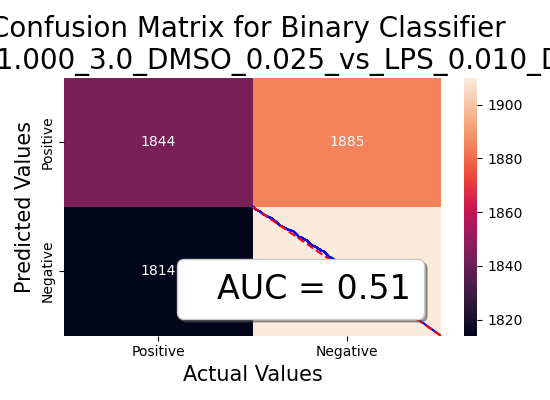 Confusion Matrix for Binary Classifier
1.000_3.0_DMSO_0.025_vs_LPS_0.010_D
Predicted Values
Positive
Negative
1844
1885
1814
AUC = 0.51
Positive
Negative
Actual Values
1900
1880
1860
1840
1820